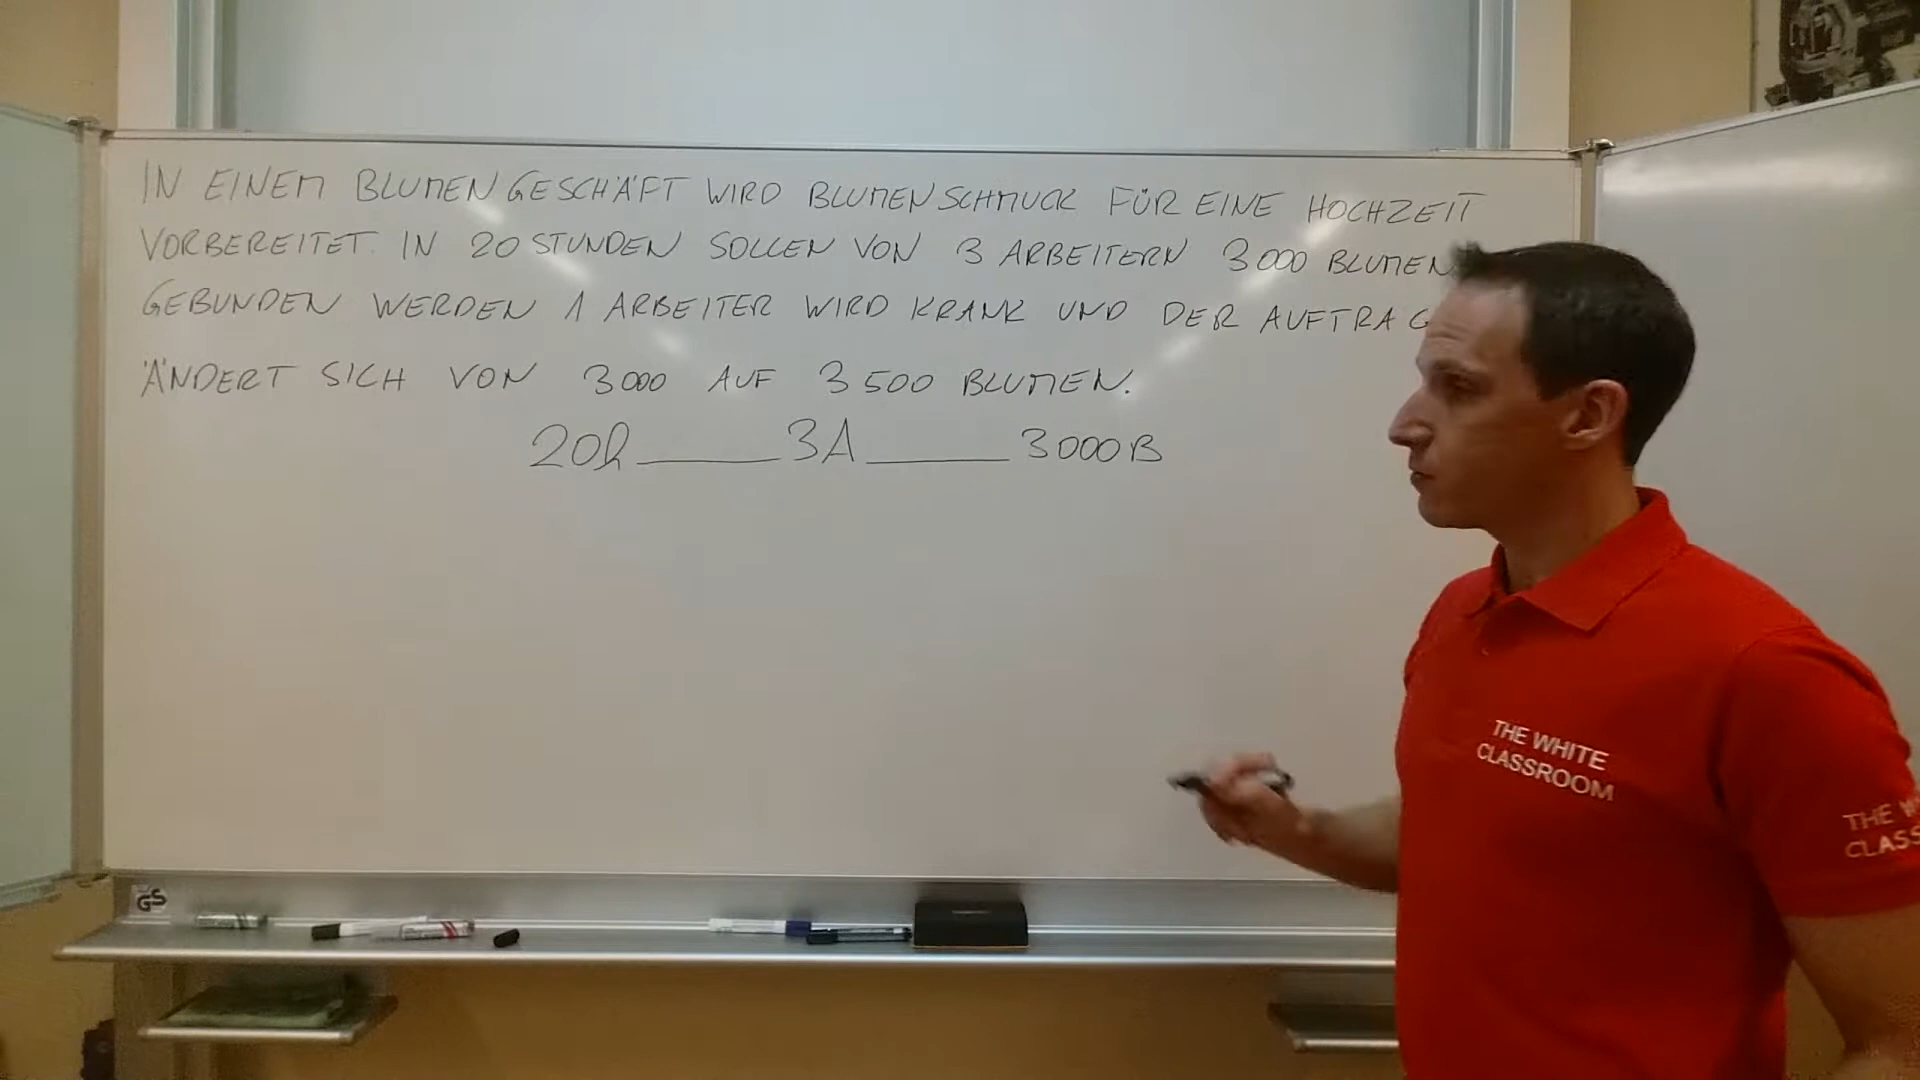 IN EINEM BLUMENGESCHÄFT WIRD BLUMENSCHMUCK FÜR EINE HOCHZEIT
VORBEREITET. IN 20 STUNDEN SOLLEN VON 3 ARBEITERN 3000 BLUMEN
GEBUNDEN WERDEN 1 ARBEITER WIRD KRANK UND DER AUFTRAG
ÄNDERT SICH VON 3000 AUF 3500 BLUMEN.
20h ____ 3A ____ 3000B
THE WHITE
CLASSROOM
THE
GS